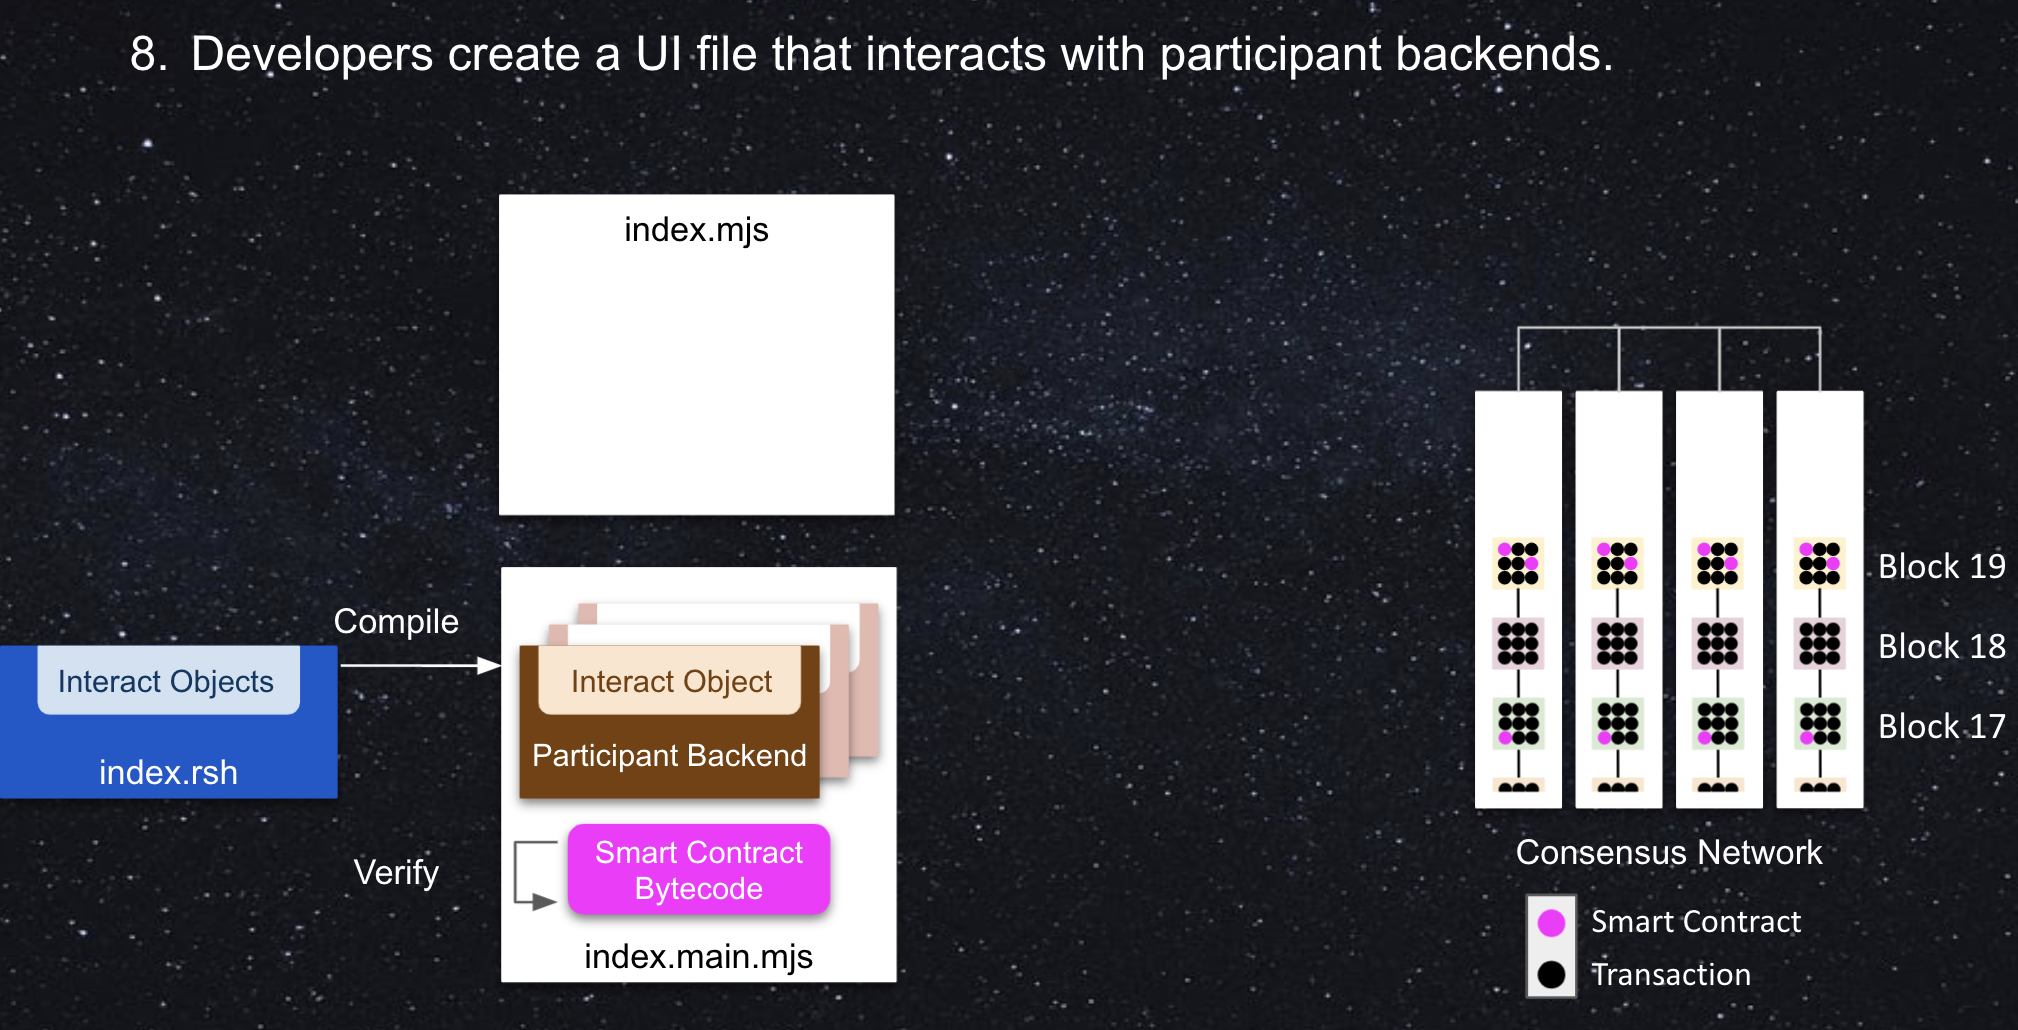 8. Developers create a UI file that interacts with participant backends.
index.mjs
Compile
Interact Objects
index.rsh
Interact Object
Participant Backend
Verify
Smart Contract
Bytecode
index.main.mjs
Block 19
Block 18
Block 17
Consensus Network
Smart Contract
Transaction